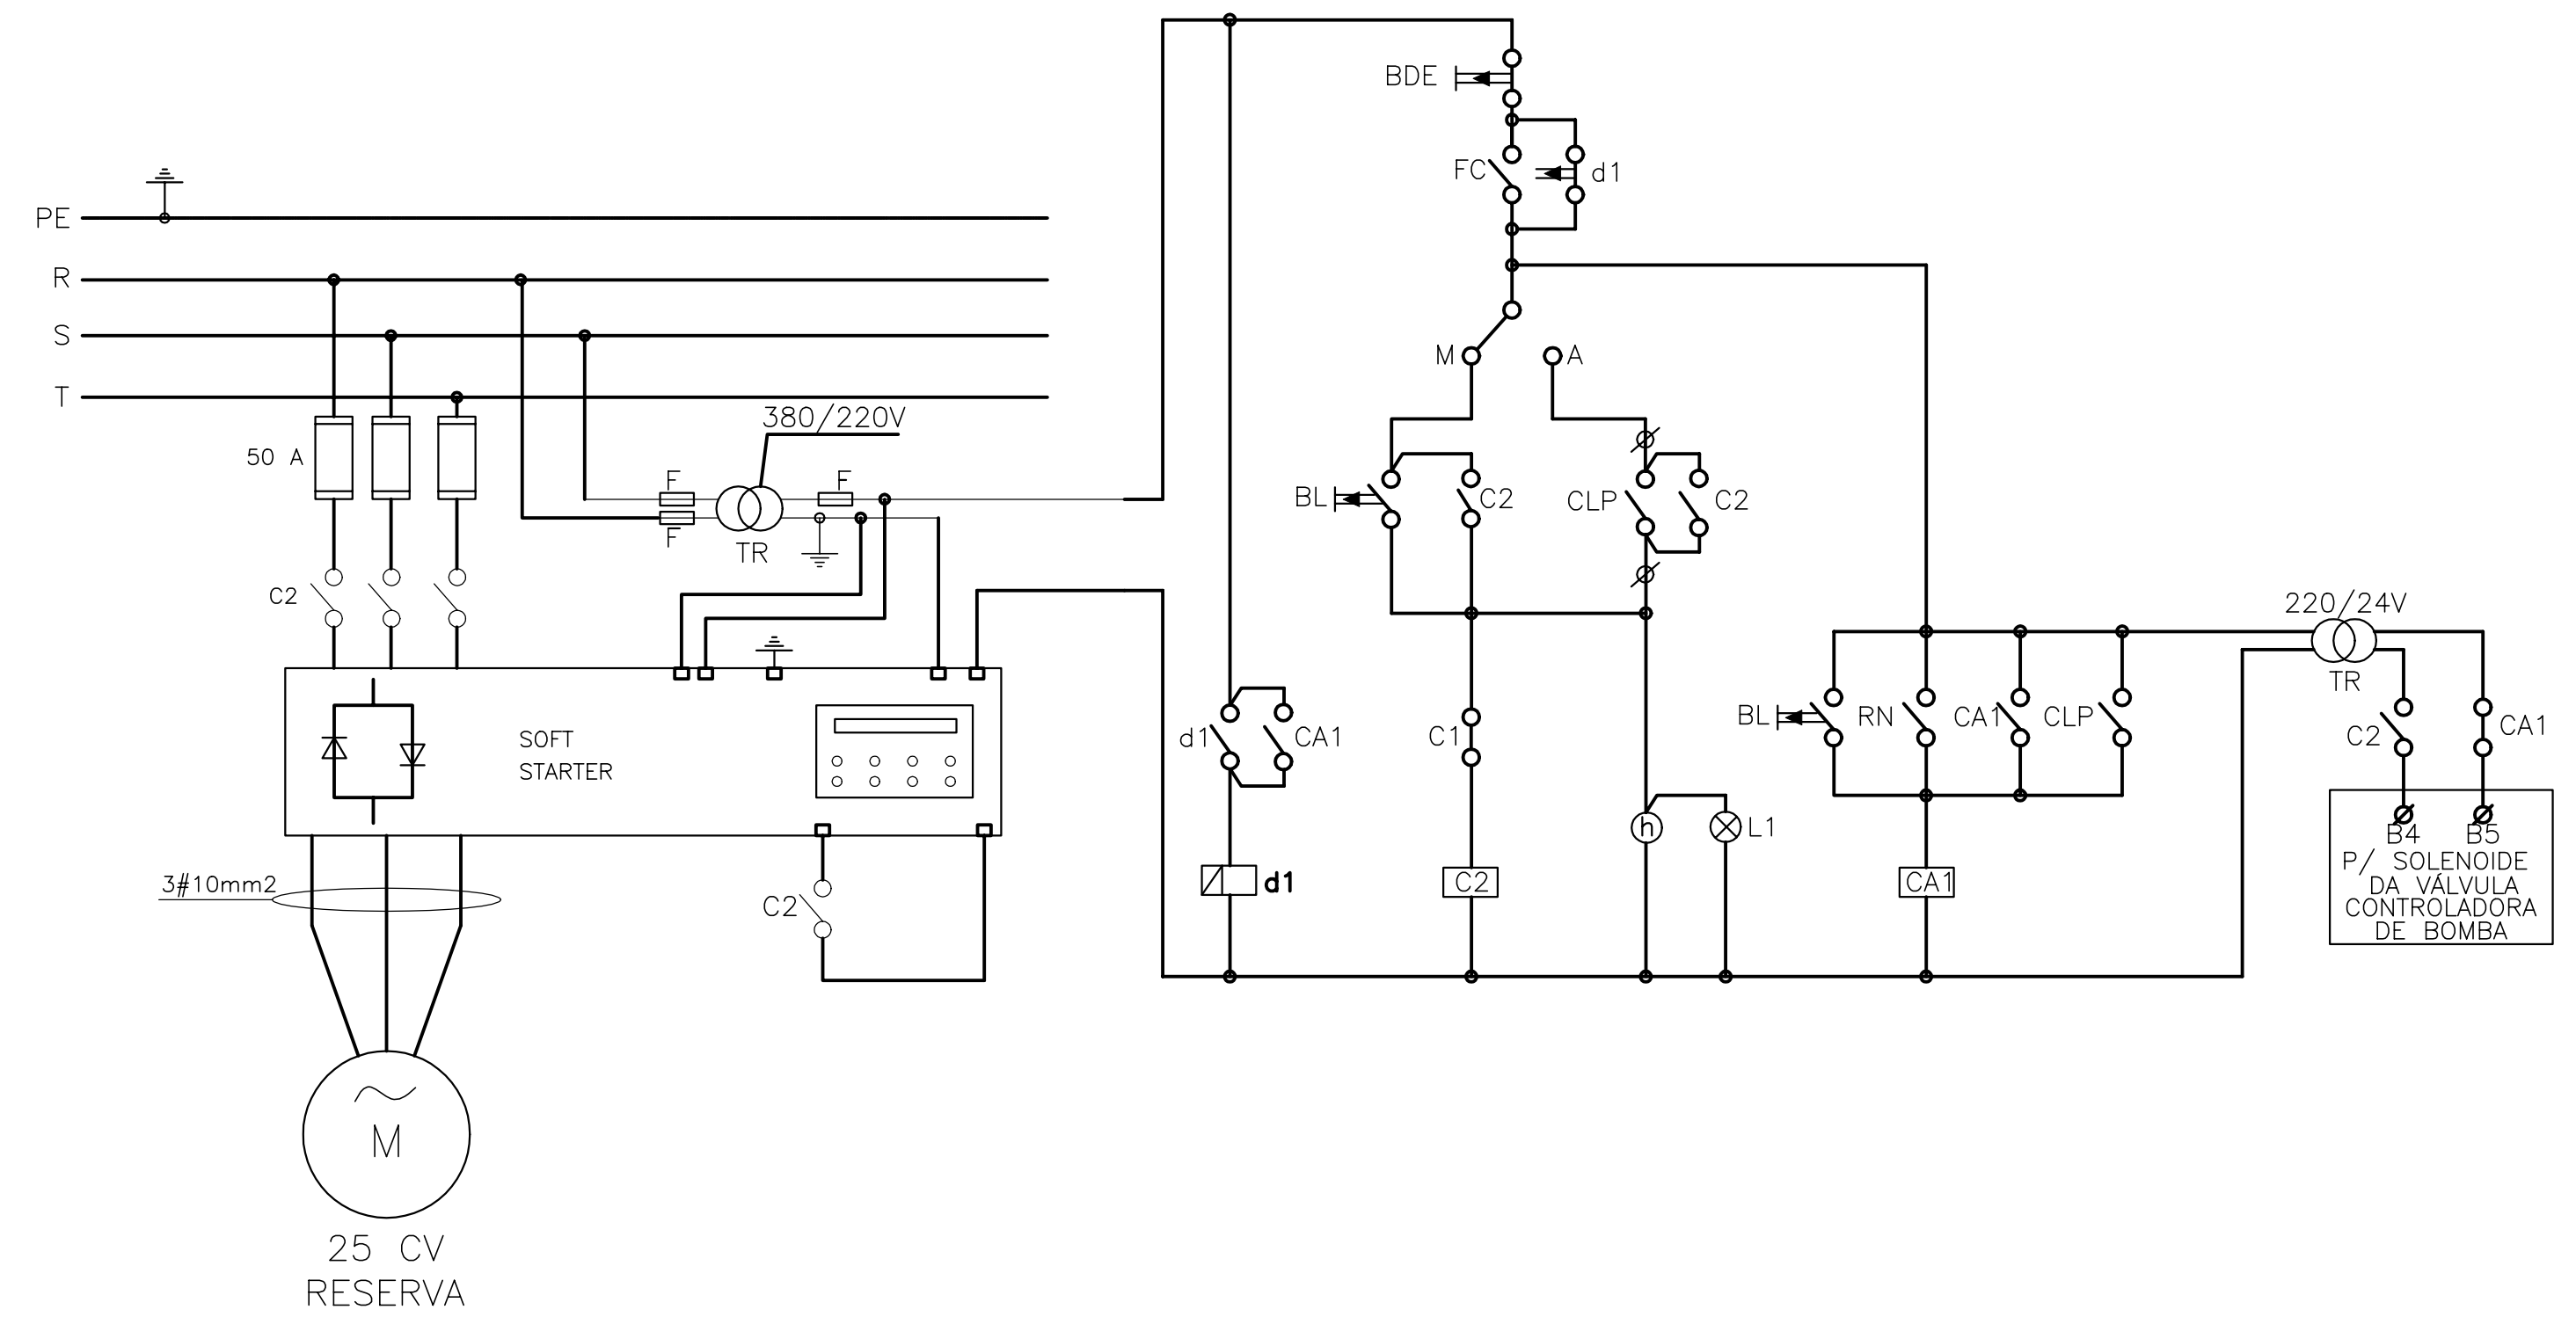 PE
R
S
T
50 A
C2
380/220V
F
F
F
TR
SOFT
STARTER
3#10mm2
C2
M
25 CV
RESERVA
BDE
FC
d1
M
A
BL
C2
CLP
C2
d1
CA1
C1
h
L1
d1
C2
CA1
BL
RN
CA1
CLP
220/24V
TR
C2
CA1
B4
B5
P/ SOLENOIDE
DA VÁLVULA
CONTROLADORA
DE BOMBA